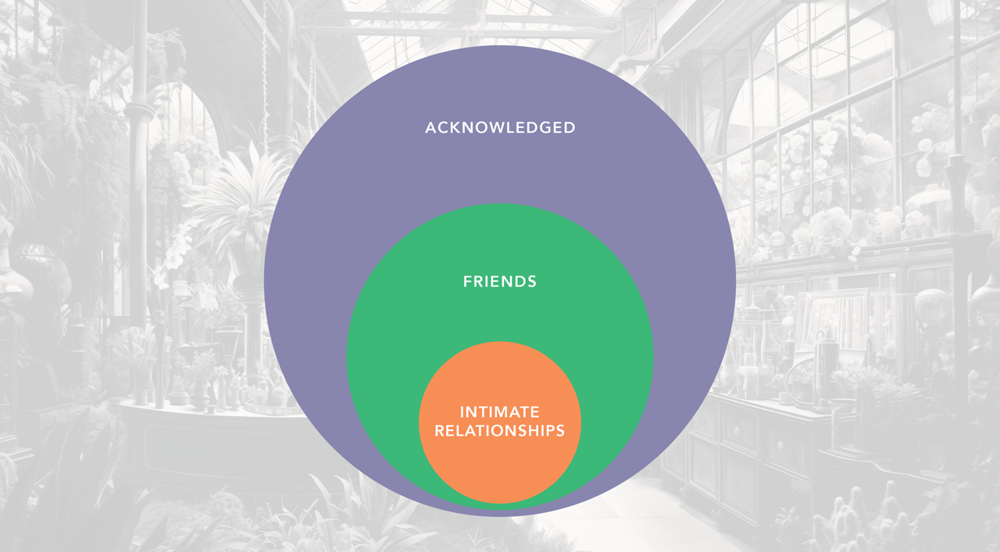 ACKNOWLEDGED
FRIENDS
INTIMATE
RELATIONSHIPS